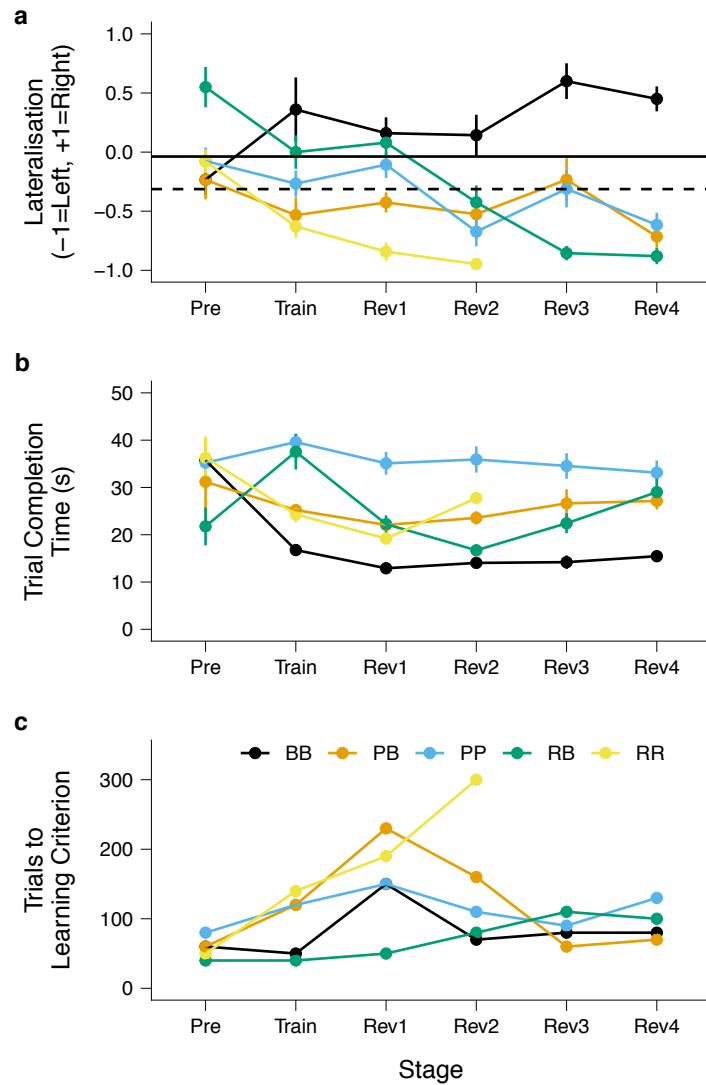 a
Lateralisation
(−1=Left, +1=Right)
1.0
0.5
0.0
−0.5
−1.0
Pre Train Rev1 Rev2 Rev3 Rev4
b
Trial Completion
Time (s)
50
40
30
20
10
0
Pre Train Rev1 Rev2 Rev3 Rev4
c
Trials to
Learning Criterion
BB PB PP RB RR
300
200
100
0
Pre Train Rev1 Rev2 Rev3 Rev4
Stage